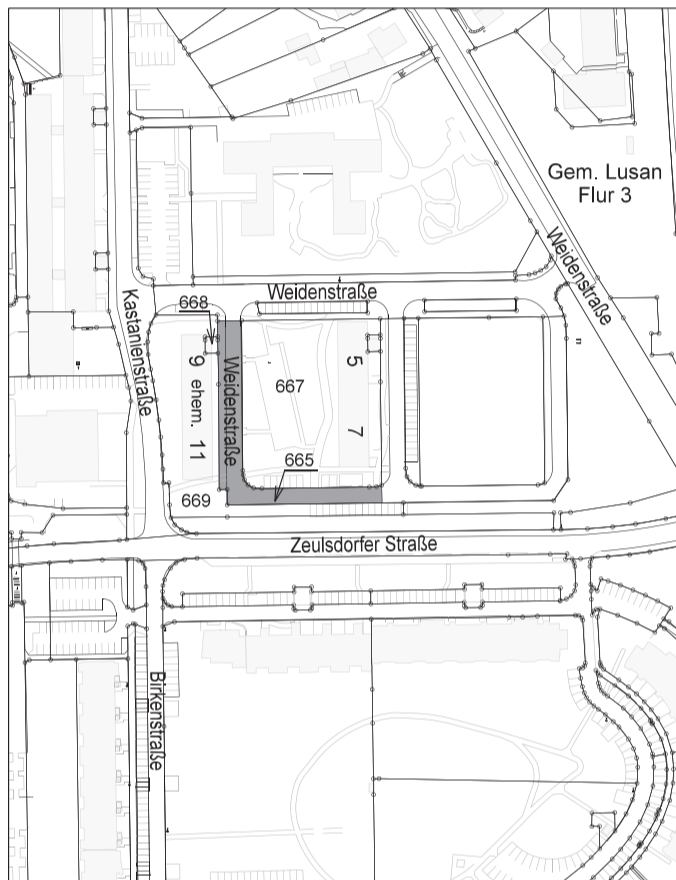 Gem. Lusan
Flur 3
Weidenstraße
Weidenstraße
668
Kastanienstraße
Weidenstraße
9 ehem. 11
667
5
7
665
669
Zeulsdorfer Straße
Birkenstraße